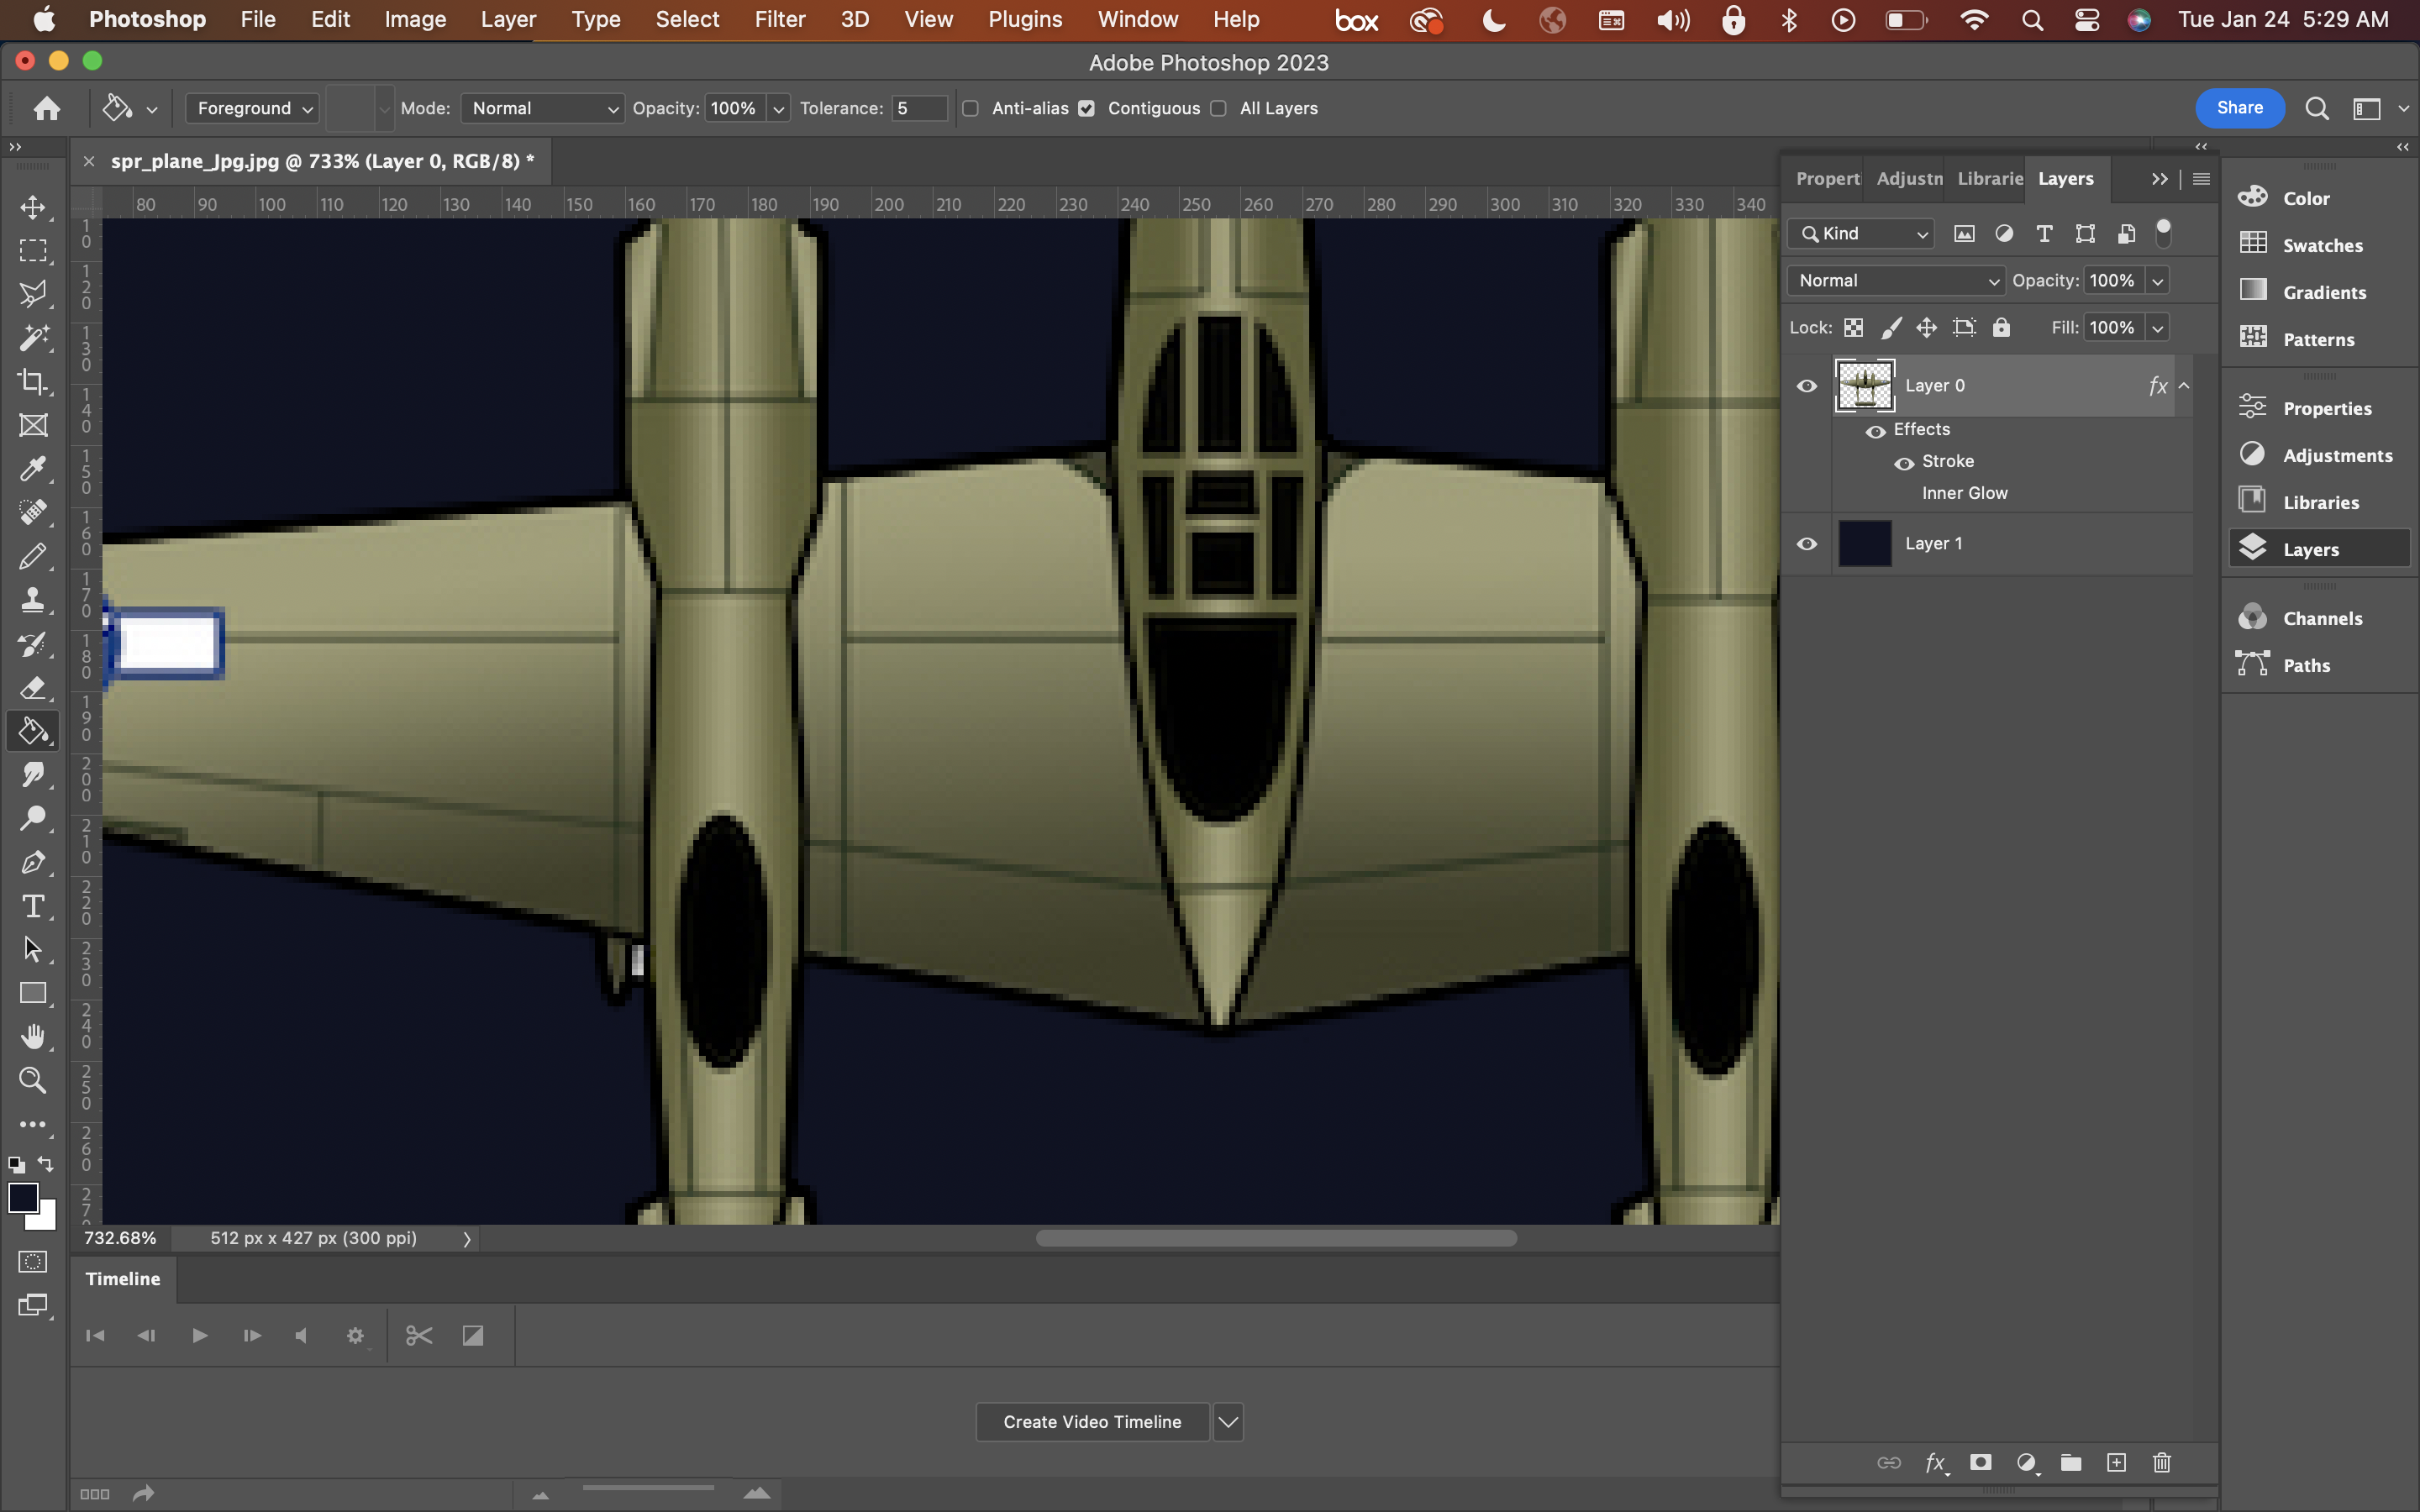 Photoshop File Edit Image Layer Type Select Filter 3D View Plugins Window Help box Tue Jan 24 5:29 AM
Adobe Photoshop 2023
Foreground Mode: Normal Opacity: 100% Tolerance: 5 Anti-alias Contiguous All Layers Share
spr_plane_Jpg.jpg @ 733% (Layer 0, RGB/8) *
80 90 100 110 120 130 140 150 160 170 180 190 200 210 220 230 240 250 260 270 280 290 300 310 320 330 340
10
120
130
140
150
160
170
180
190
200
210
220
230
240
250
260
27
Propert Adjustn Librarie Layers
Kind
Normal Opacity: 100%
Lock: Fill: 100%
Layer 0 fx
Effects
Stroke
Inner Glow
Layer 1
fx
Color
Swatches
Gradients
Patterns
Properties
Adjustments
Libraries
Layers
Channels
Paths
732.68% 512 px x 427 px (300 ppi)
Timeline
Create Video Timeline